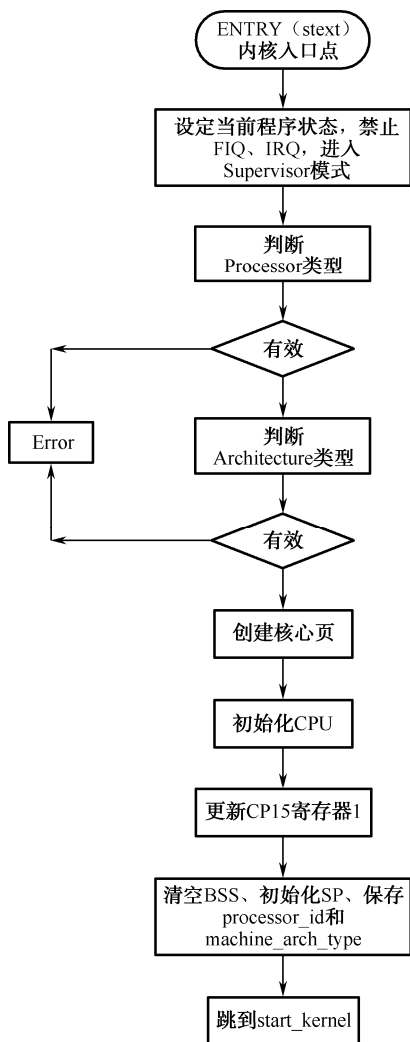 ENTRY（stext）
内核入口点
设定当前程序状态，禁止
FIQ、IRQ，进入
Supervisor模式
判断
Processor类型
有效
Error
判断
Architecture类型
有效
创建核心页
初始化CPU
更新CP15寄存器1
清空BSS、初始化SP、保存
processor_id和
machine_arch_type
跳到start_kernel